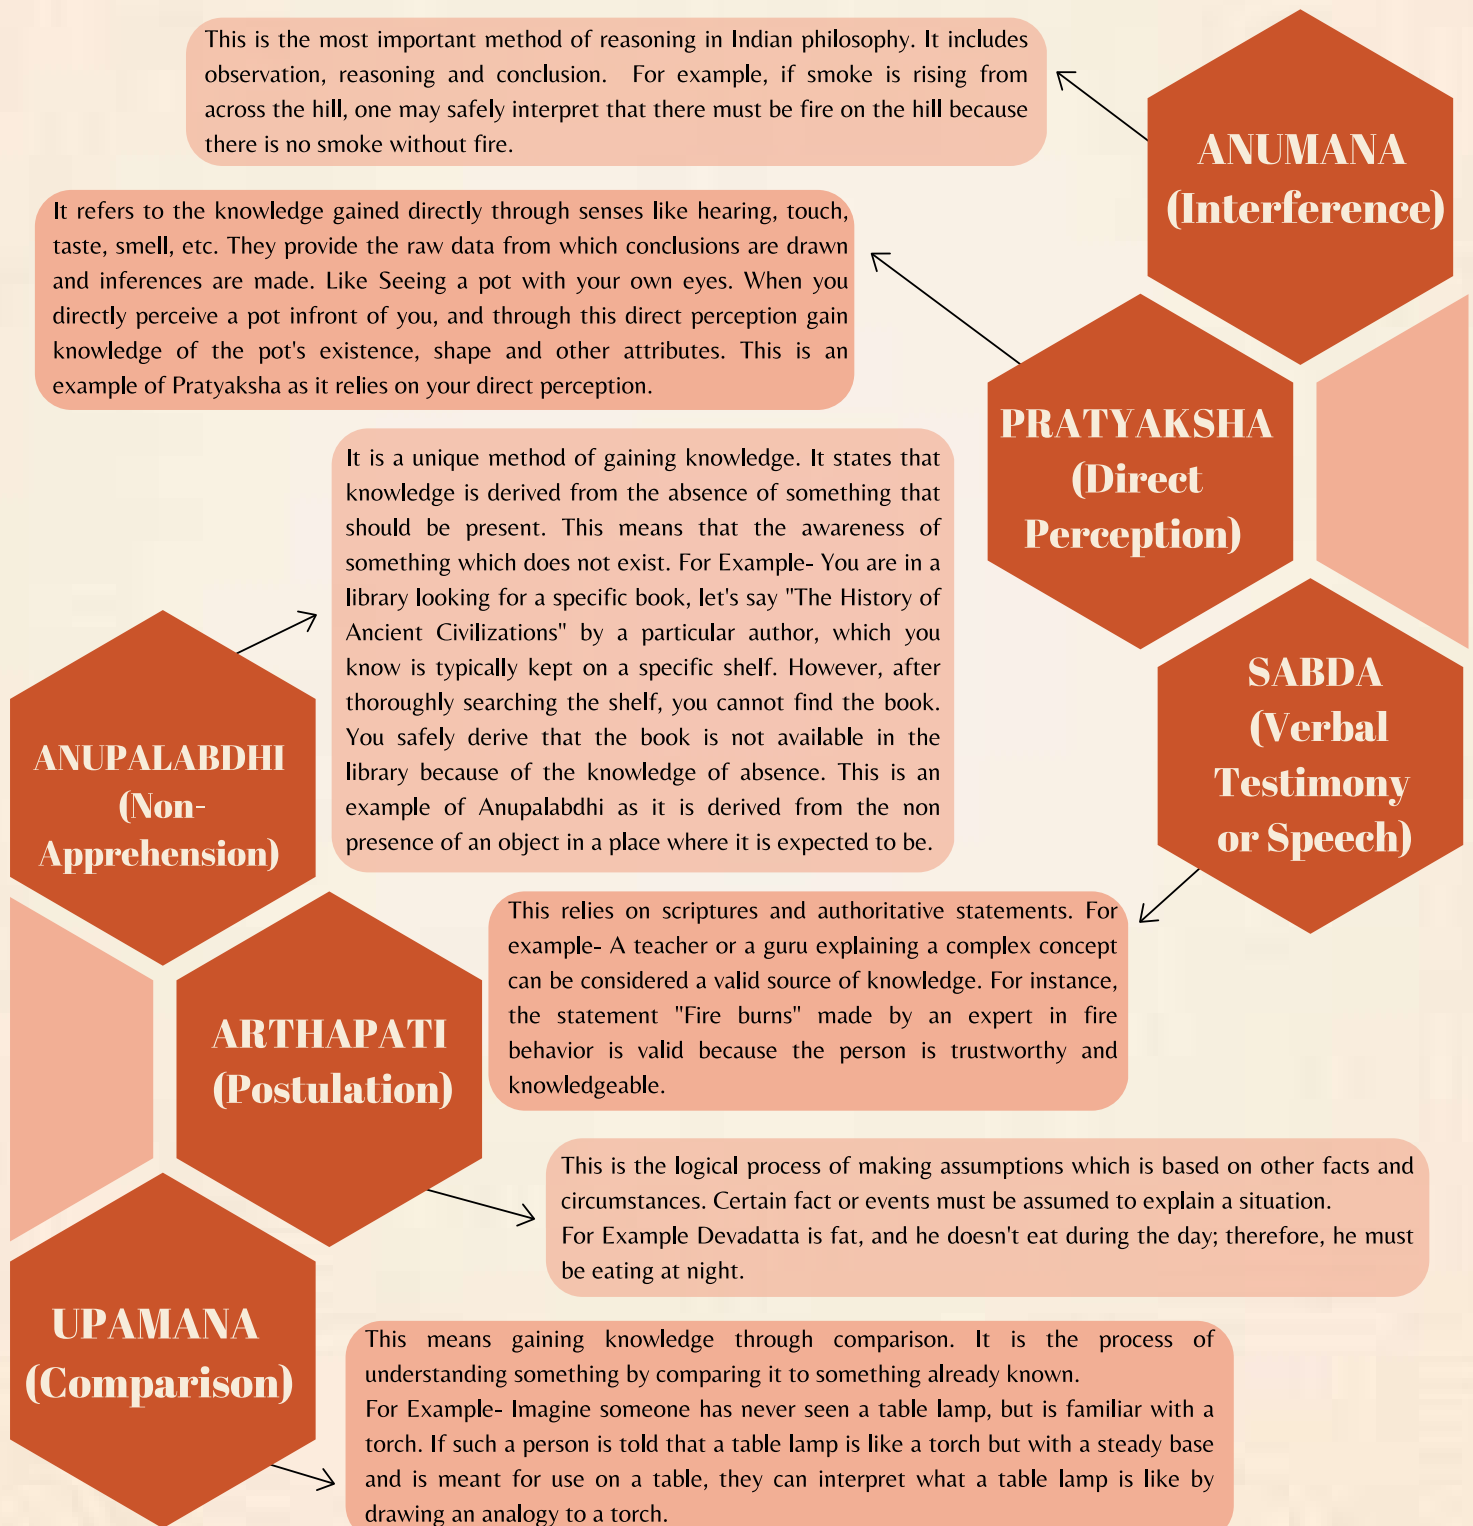 This is the most important method of reasoning in Indian philosophy. It includes
observation, reasoning and conclusion. For example, if smoke is rising from
across the hill, one may safely interpret that there must be fire on the hill because
there is no smoke without fire.
ANUMANA
(Interference)
It refers to the knowledge gained directly through senses like hearing, touch,
taste, smell, etc. They provide the raw data from which conclusions are drawn
and inferences are made. Like Seeing a pot with your own eyes. When you
directly perceive a pot infront of you, and through this direct perception gain
knowledge of the pot's existence, shape and other attributes. This is an
example of Pratyaksha as it relies on your direct perception.
PRATYAKSHA
(Direct
Perception)
It is a unique method of gaining knowledge. It states that
knowledge is derived from the absence of something that
should be present. This means that the awareness of
something which does not exist. For Example- You are in a
library looking for a specific book, let's say "The History of
Ancient Civilizations" by a particular author, which you
know is typically kept on a specific shelf. However, after
thoroughly searching the shelf, you cannot find the book.
You safely derive that the book is not available in the
library because of the knowledge of absence. This is an
example of Anupalabdhi as it is derived from the non
presence of an object in a place where it is expected to be.
ANUPALABDHI
(Non-
Apprehension)
SABDA
(Verbal
Testimony
or Speech)
This relies on scriptures and authoritative statements. For
example- A teacher or a guru explaining a complex concept
can be considered a valid source of knowledge. For instance,
the statement "Fire burns" made by an expert in fire
behavior is valid because the person is trustworthy and
knowledgeable.
ARTHAPATI
(Postulation)
This is the logical process of making assumptions which is based on other facts and
circumstances. Certain fact or events must be assumed to explain a situation.
For Example Devadatta is fat, and he doesn't eat during the day; therefore, he must
be eating at night.
UPAMANA
(Comparison)
This means gaining knowledge through comparison. It is the process of
understanding something by comparing it to something already known.
For Example- Imagine someone has never seen a table lamp, but is familiar with a
torch. If such a person is told that a table lamp is like a torch but with a steady base
and is meant for use on a table, they can interpret what a table lamp is like by
drawing an analogy to a torch.